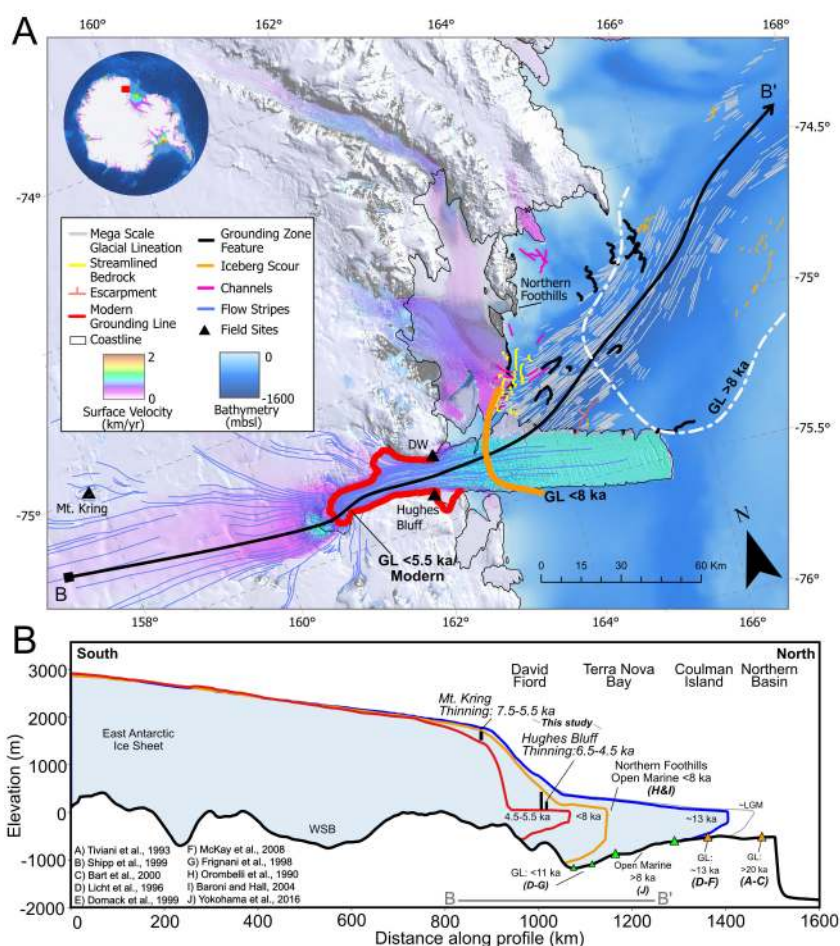 A
160°
162°
164°
166°
168°
B'
-74.5°
-74°
Mega Scale
Glacial Lineation
Streamlined
Bedrock
Escarpment
Modern
Grounding Line
Coastline
2
0
Surface Velocity
(km/yr)
Grounding Zone
Feature
Iceberg Scour
Channels
Flow Stripes
Field Sites
0
-1600
Bathymetry
(mbsl)
Northern
Foothills
-75°
GL >8 ka
-75.5°
DW
Mt. Kring
GL <8 ka
Hughes
Bluff
-75°
GL <5.5 ka/
Modern
N
B
0 15 30 60 Km
-76°
158°
160°
162°
164°
166°
B
South
North
3000
2000
1000
0
-1000
-2000
Elevation (m)
David
Fiord
Terra Nova
Bay
Coulman
Island
Northern
Basin
Mt. Kring
Thinning: 7.5-5.5 ka
This study
Hughes Bluff
Thinning:6.5-4.5 ka
East Antarctic
Ice Sheet
Northern Foothills
Open Marine <8 ka
(H&I)
4.5-5.5 ka
<8 ka
~13 ka
~LGM
WSB
GL: <11 ka
(D-G)
Open Marine
>8 ka
(J)
GL:
~13 ka
(D-F)
GL:
>20 ka
(A-C)
A) Tiviani et al., 1993
B) Shipp et al., 1999
C) Bart et al., 2000
D) Licht et al., 1996
E) Domack et al., 1999
F) McKay et al., 2008
G) Frignani et al., 1998
H) Orombelli et al., 1990
I) Baroni and Hall, 2004
J) Yokohama et al., 2016
B
B'
0 200 400 600 800 1000 1200 1400 1600
Distance along profile (km)